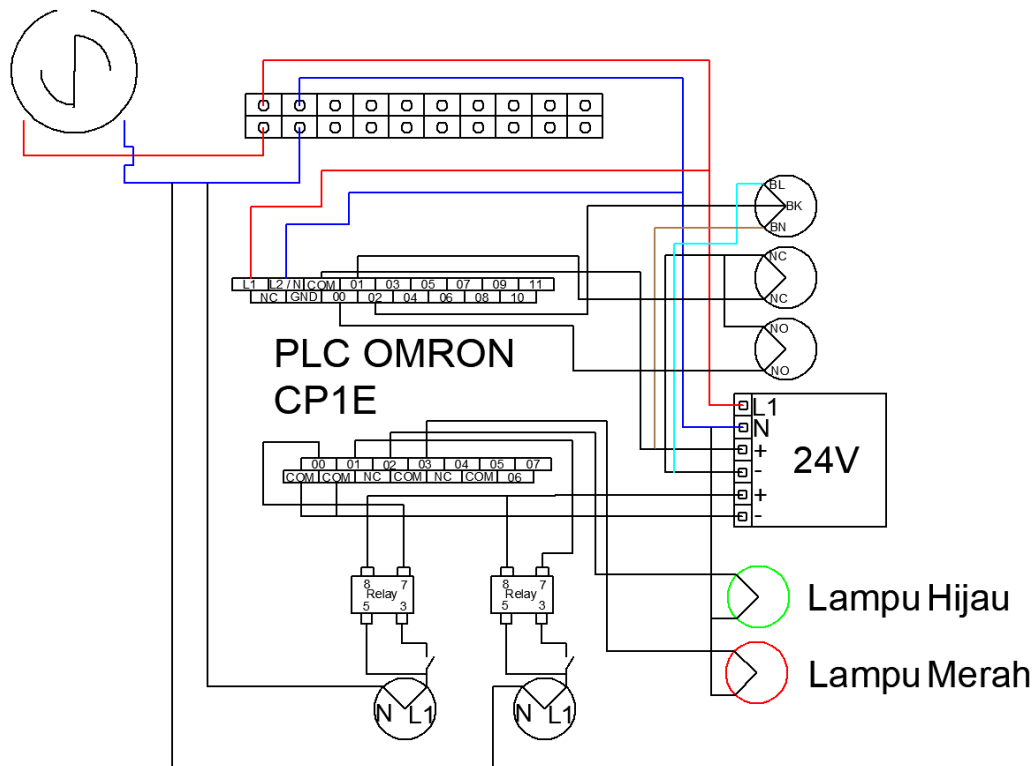 BL
BK
BN
NC
NC
NO
NO
L1 L2 / N COM 01 03 05 07 09 11
NC GND 00 02 04 06 08 10
PLC OMRON
CP1E
L1
N
+
-
+
-
24V
00 01 02 03 04 05 07
COM COM NC COM NC COM 06
8 7
Relay
5 3
8 7
Relay
5 3
Lampu Hijau
Lampu Merah
N L1
N L1